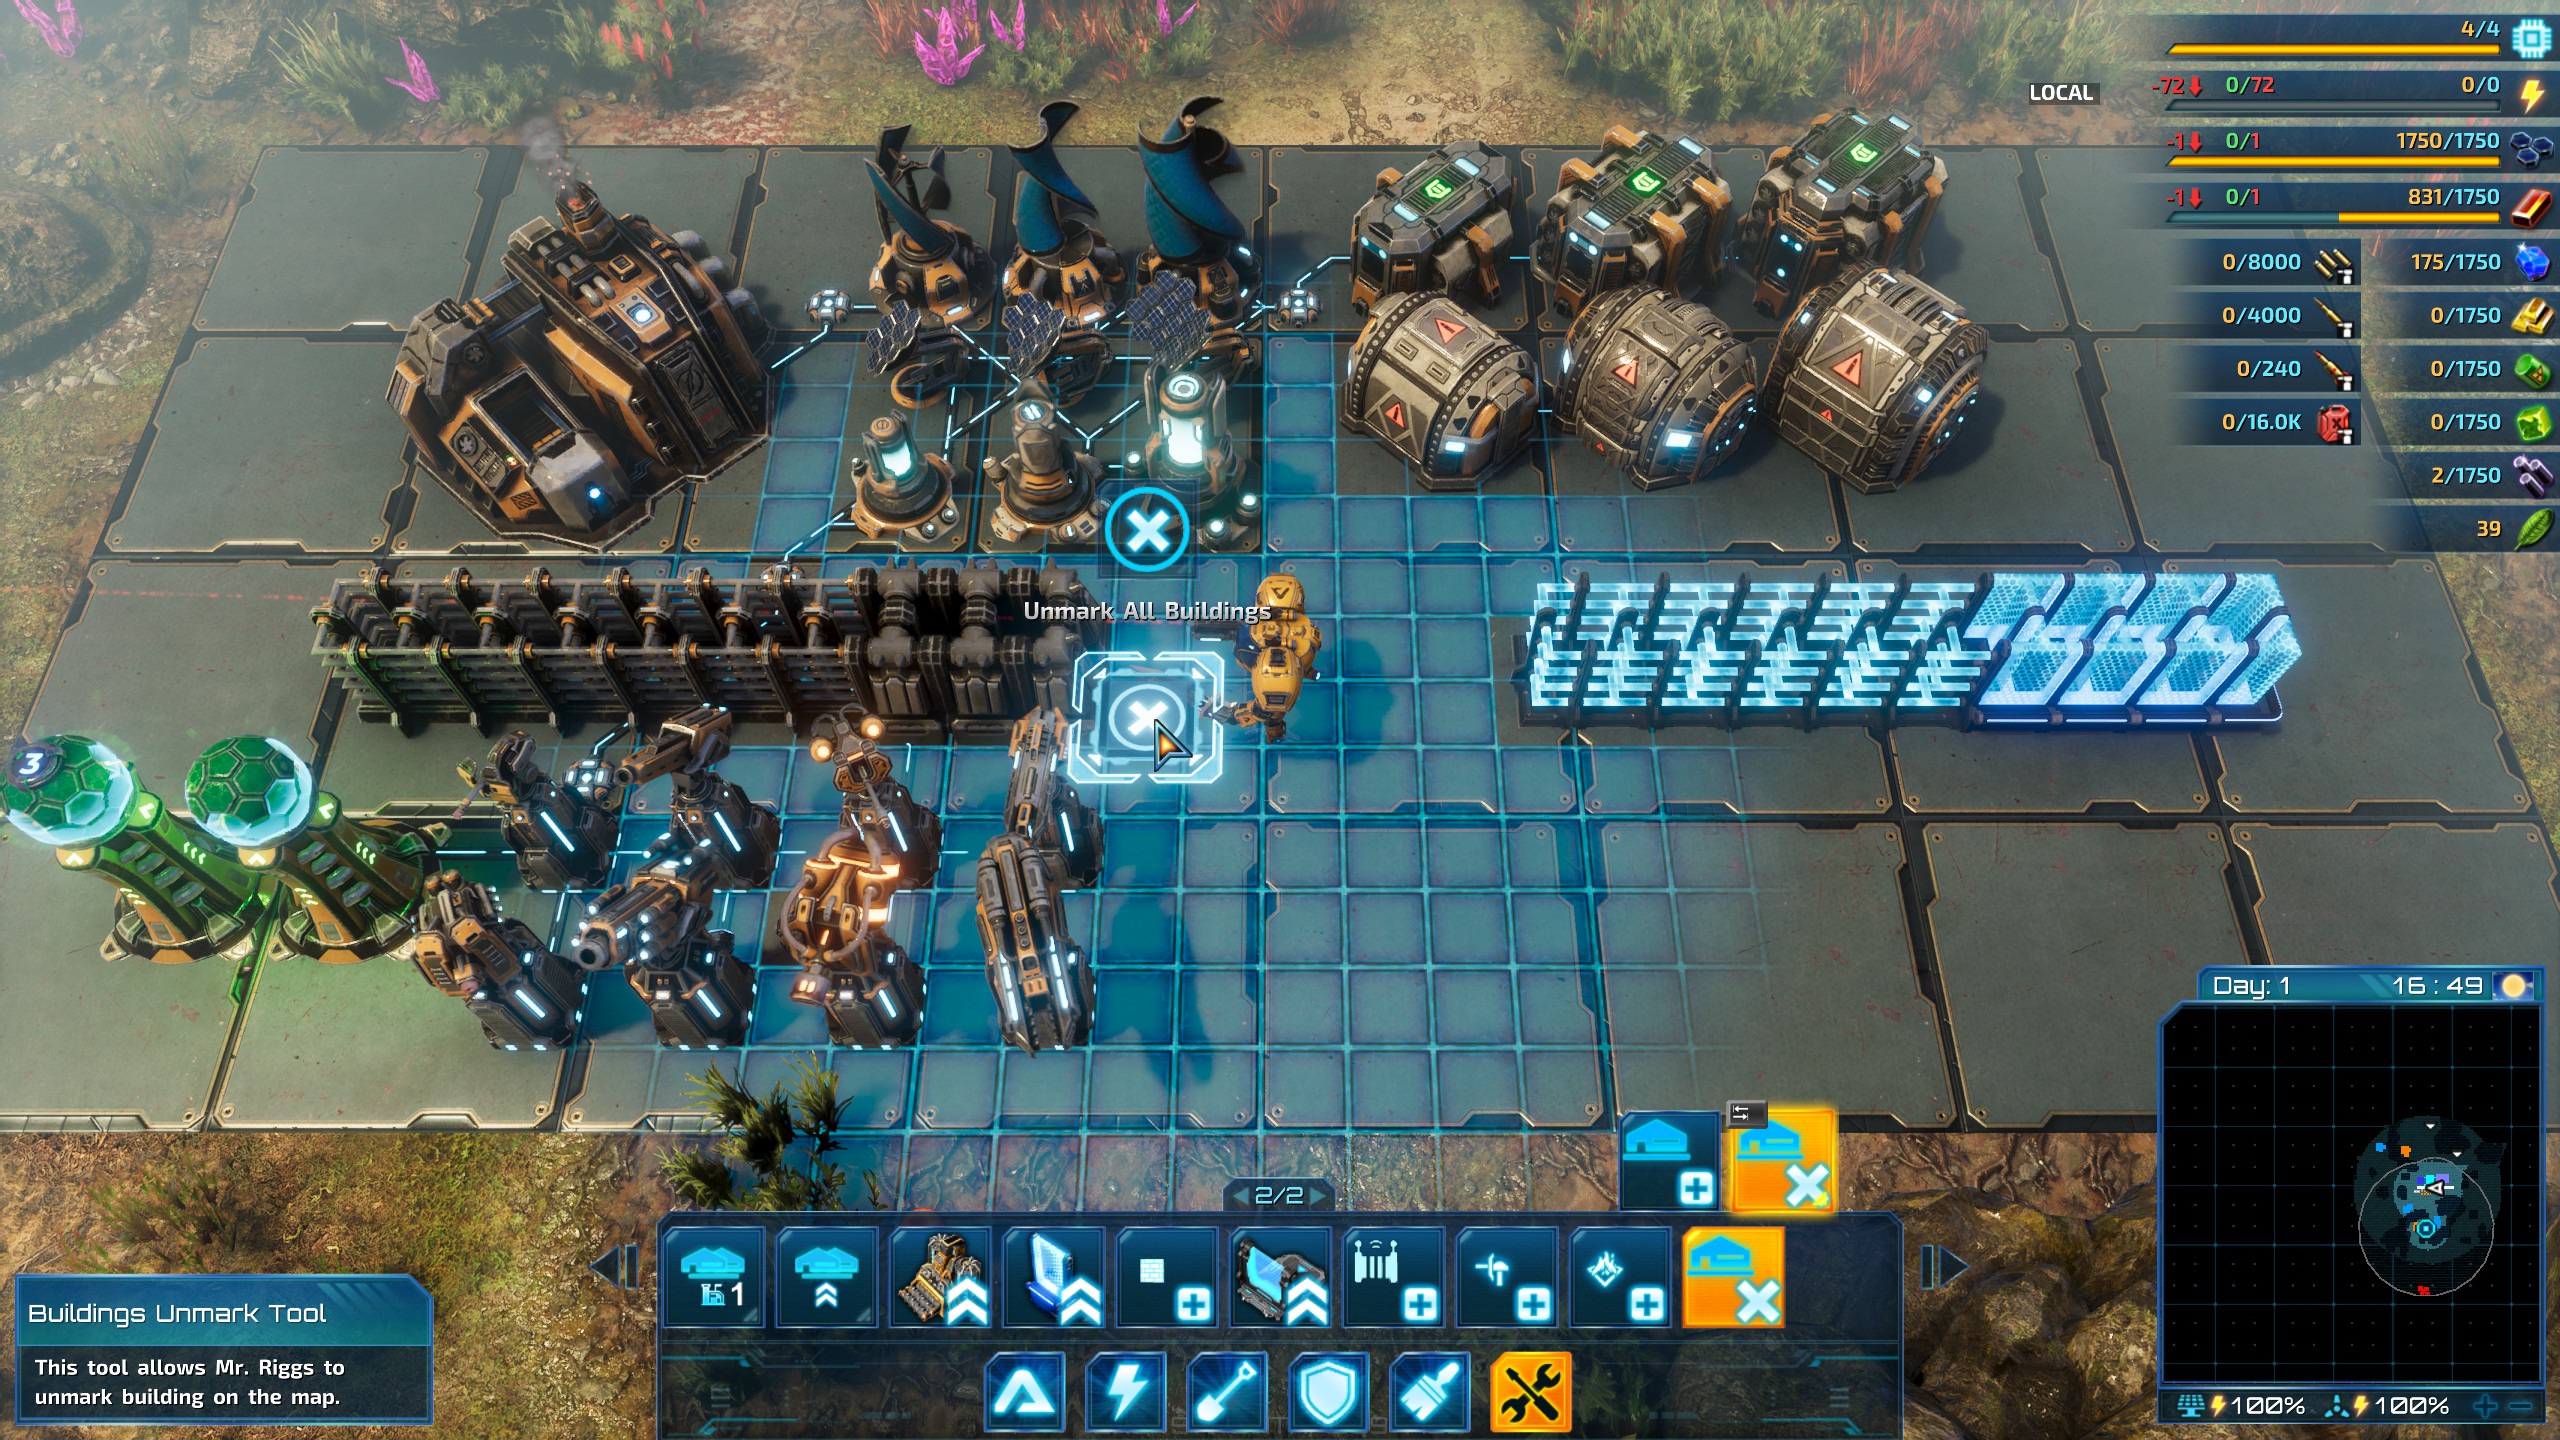 4/4
LOCAL
-72 0/72 0/0
-1 0/1 1750/1750
-1 0/1 831/1750
0/8000 175/1750
0/4000 0/1750
0/240 0/1750
0/16.0K 0/1750
2/1750
39
Unmark All Buildings
3
Day: 1 16:49
2/2
1
Buildings Unmark Tool
This tool allows Mr. Riggs to
unmark building on the map.
100% 100%